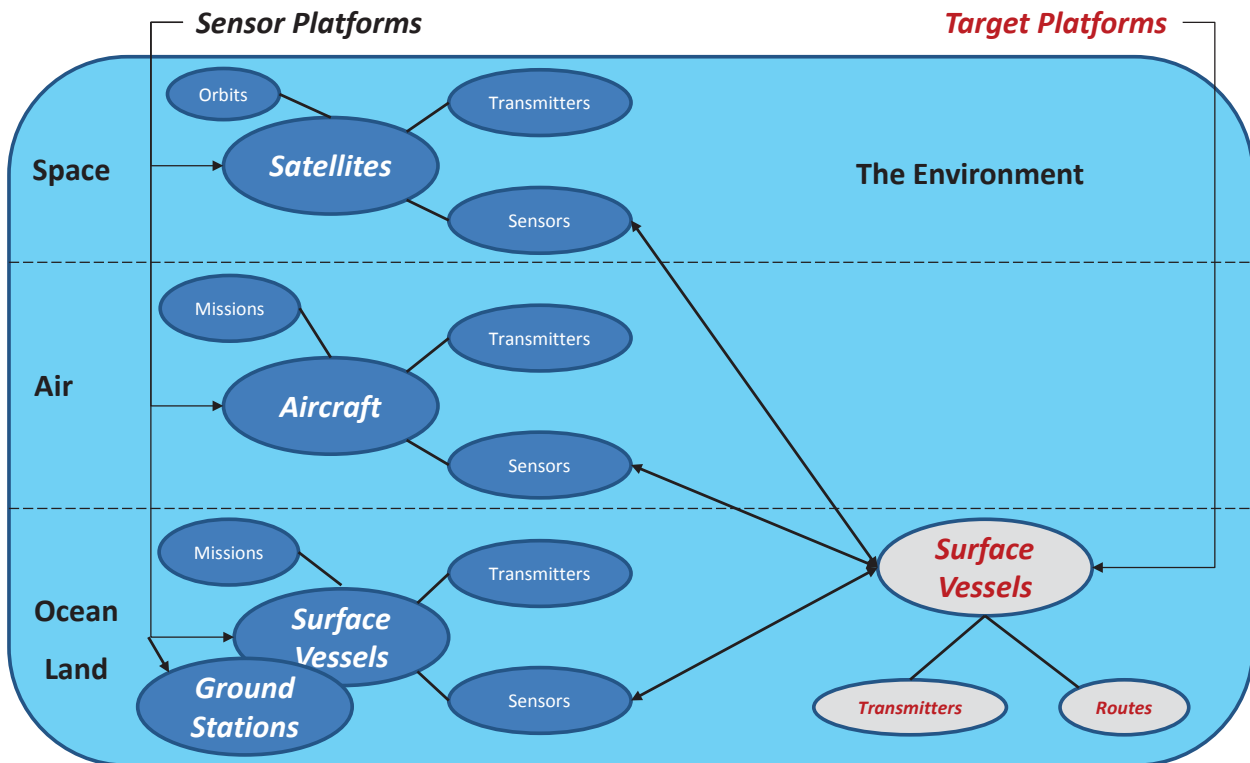 Sensor Platforms
Target Platforms
Orbits
Transmitters
Satellites
Space
The Environment
Sensors
Missions
Transmitters
Air
Aircraft
Sensors
Missions
Transmitters
Surface
Vessels
Ocean
Surface
Vessels
Land
Ground
Stations
Sensors
Transmitters
Routes